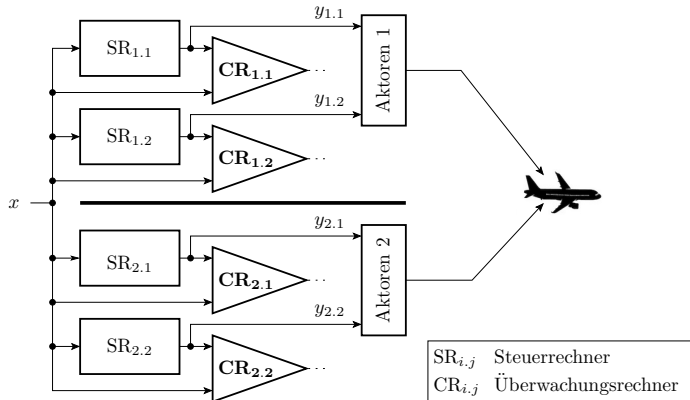 y1.1
SR1.1
CR1.1
...
Aktoren 1
y1.2
SR1.2
CR1.2
...
x
y2.1
SR2.1
CR2.1
...
Aktoren 2
y2.2
SR2.2
CR2.2
...
SRi.j Steuerrechner
CRi.j Überwachungsrechner